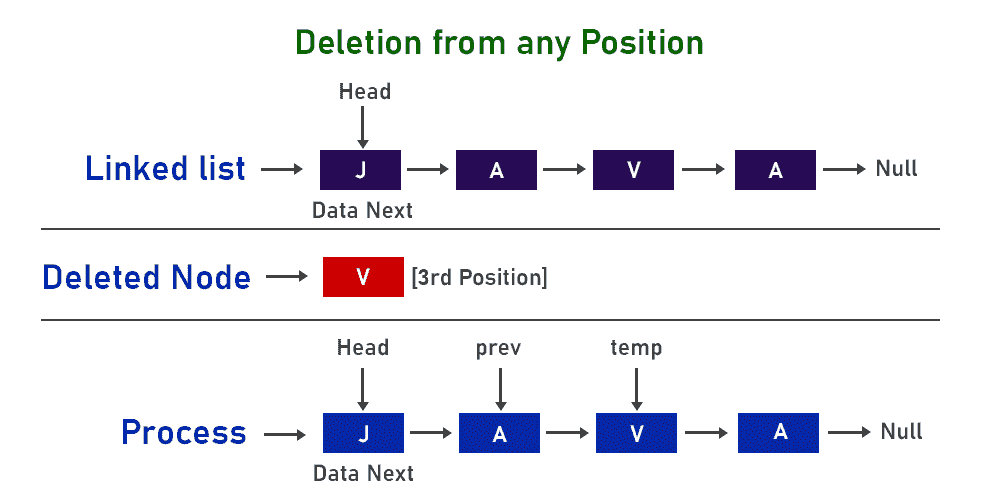 Deletion from any Position
Head
Linked list J A V A Null
Data Next
Deleted Node V [3rd Position]
Head prev temp
Process J A V A Null
Data Next